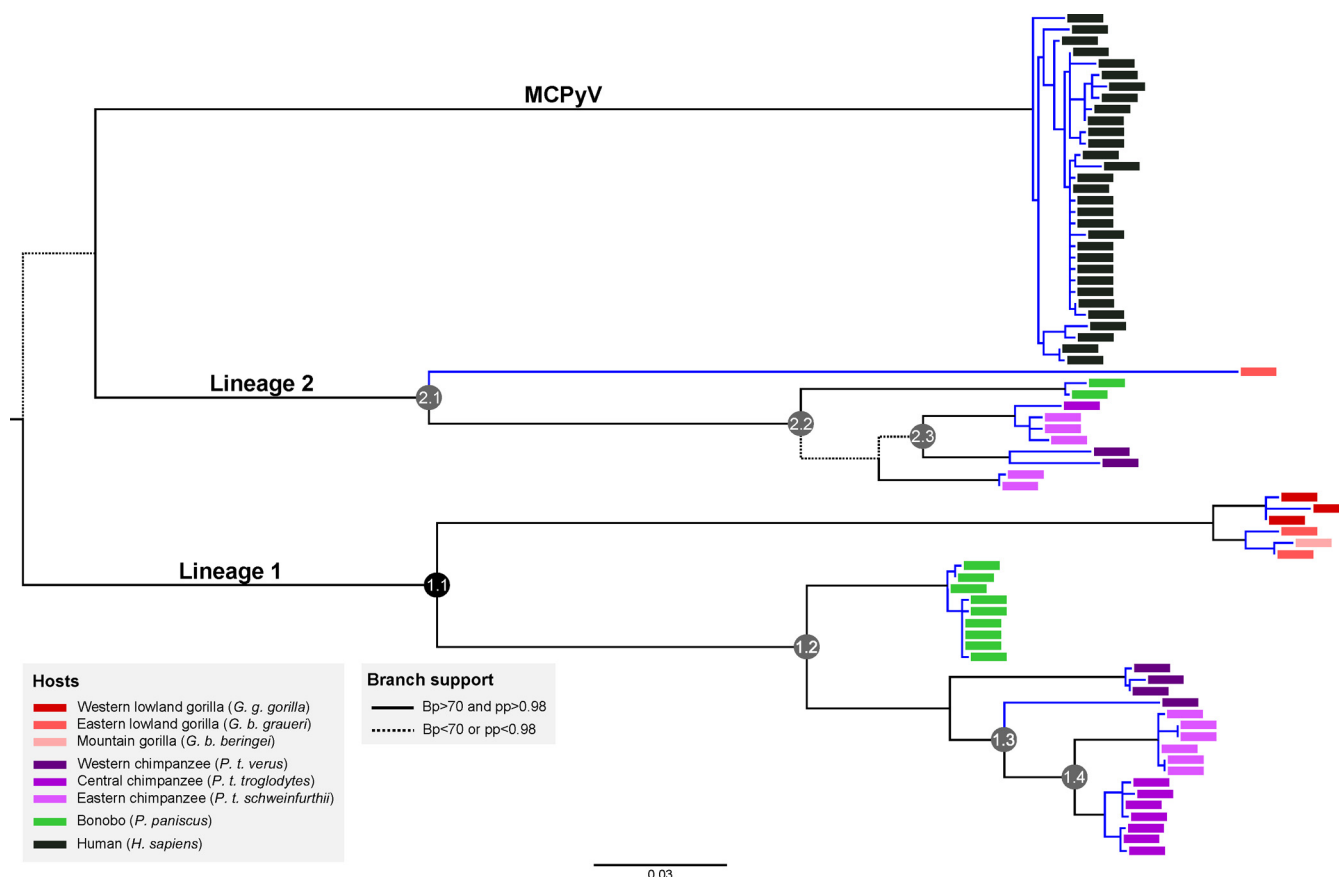 MCPyV
Lineage 2
2.1
2.2
2.3
Lineage 1
1.1
1.2
1.3
1.4
Hosts
Western lowland gorilla (G. g. gorilla)
Eastern lowland gorilla (G. b. graueri)
Mountain gorilla (G. b. beringei)
Western chimpanzee (P. t. verus)
Central chimpanzee (P. t. troglodytes)
Eastern chimpanzee (P. t. schweinfurthii)
Bonobo (P. paniscus)
Human (H. sapiens)
Branch support
Bp>70 and pp>0.98
Bp<70 or pp<0.98
0.03